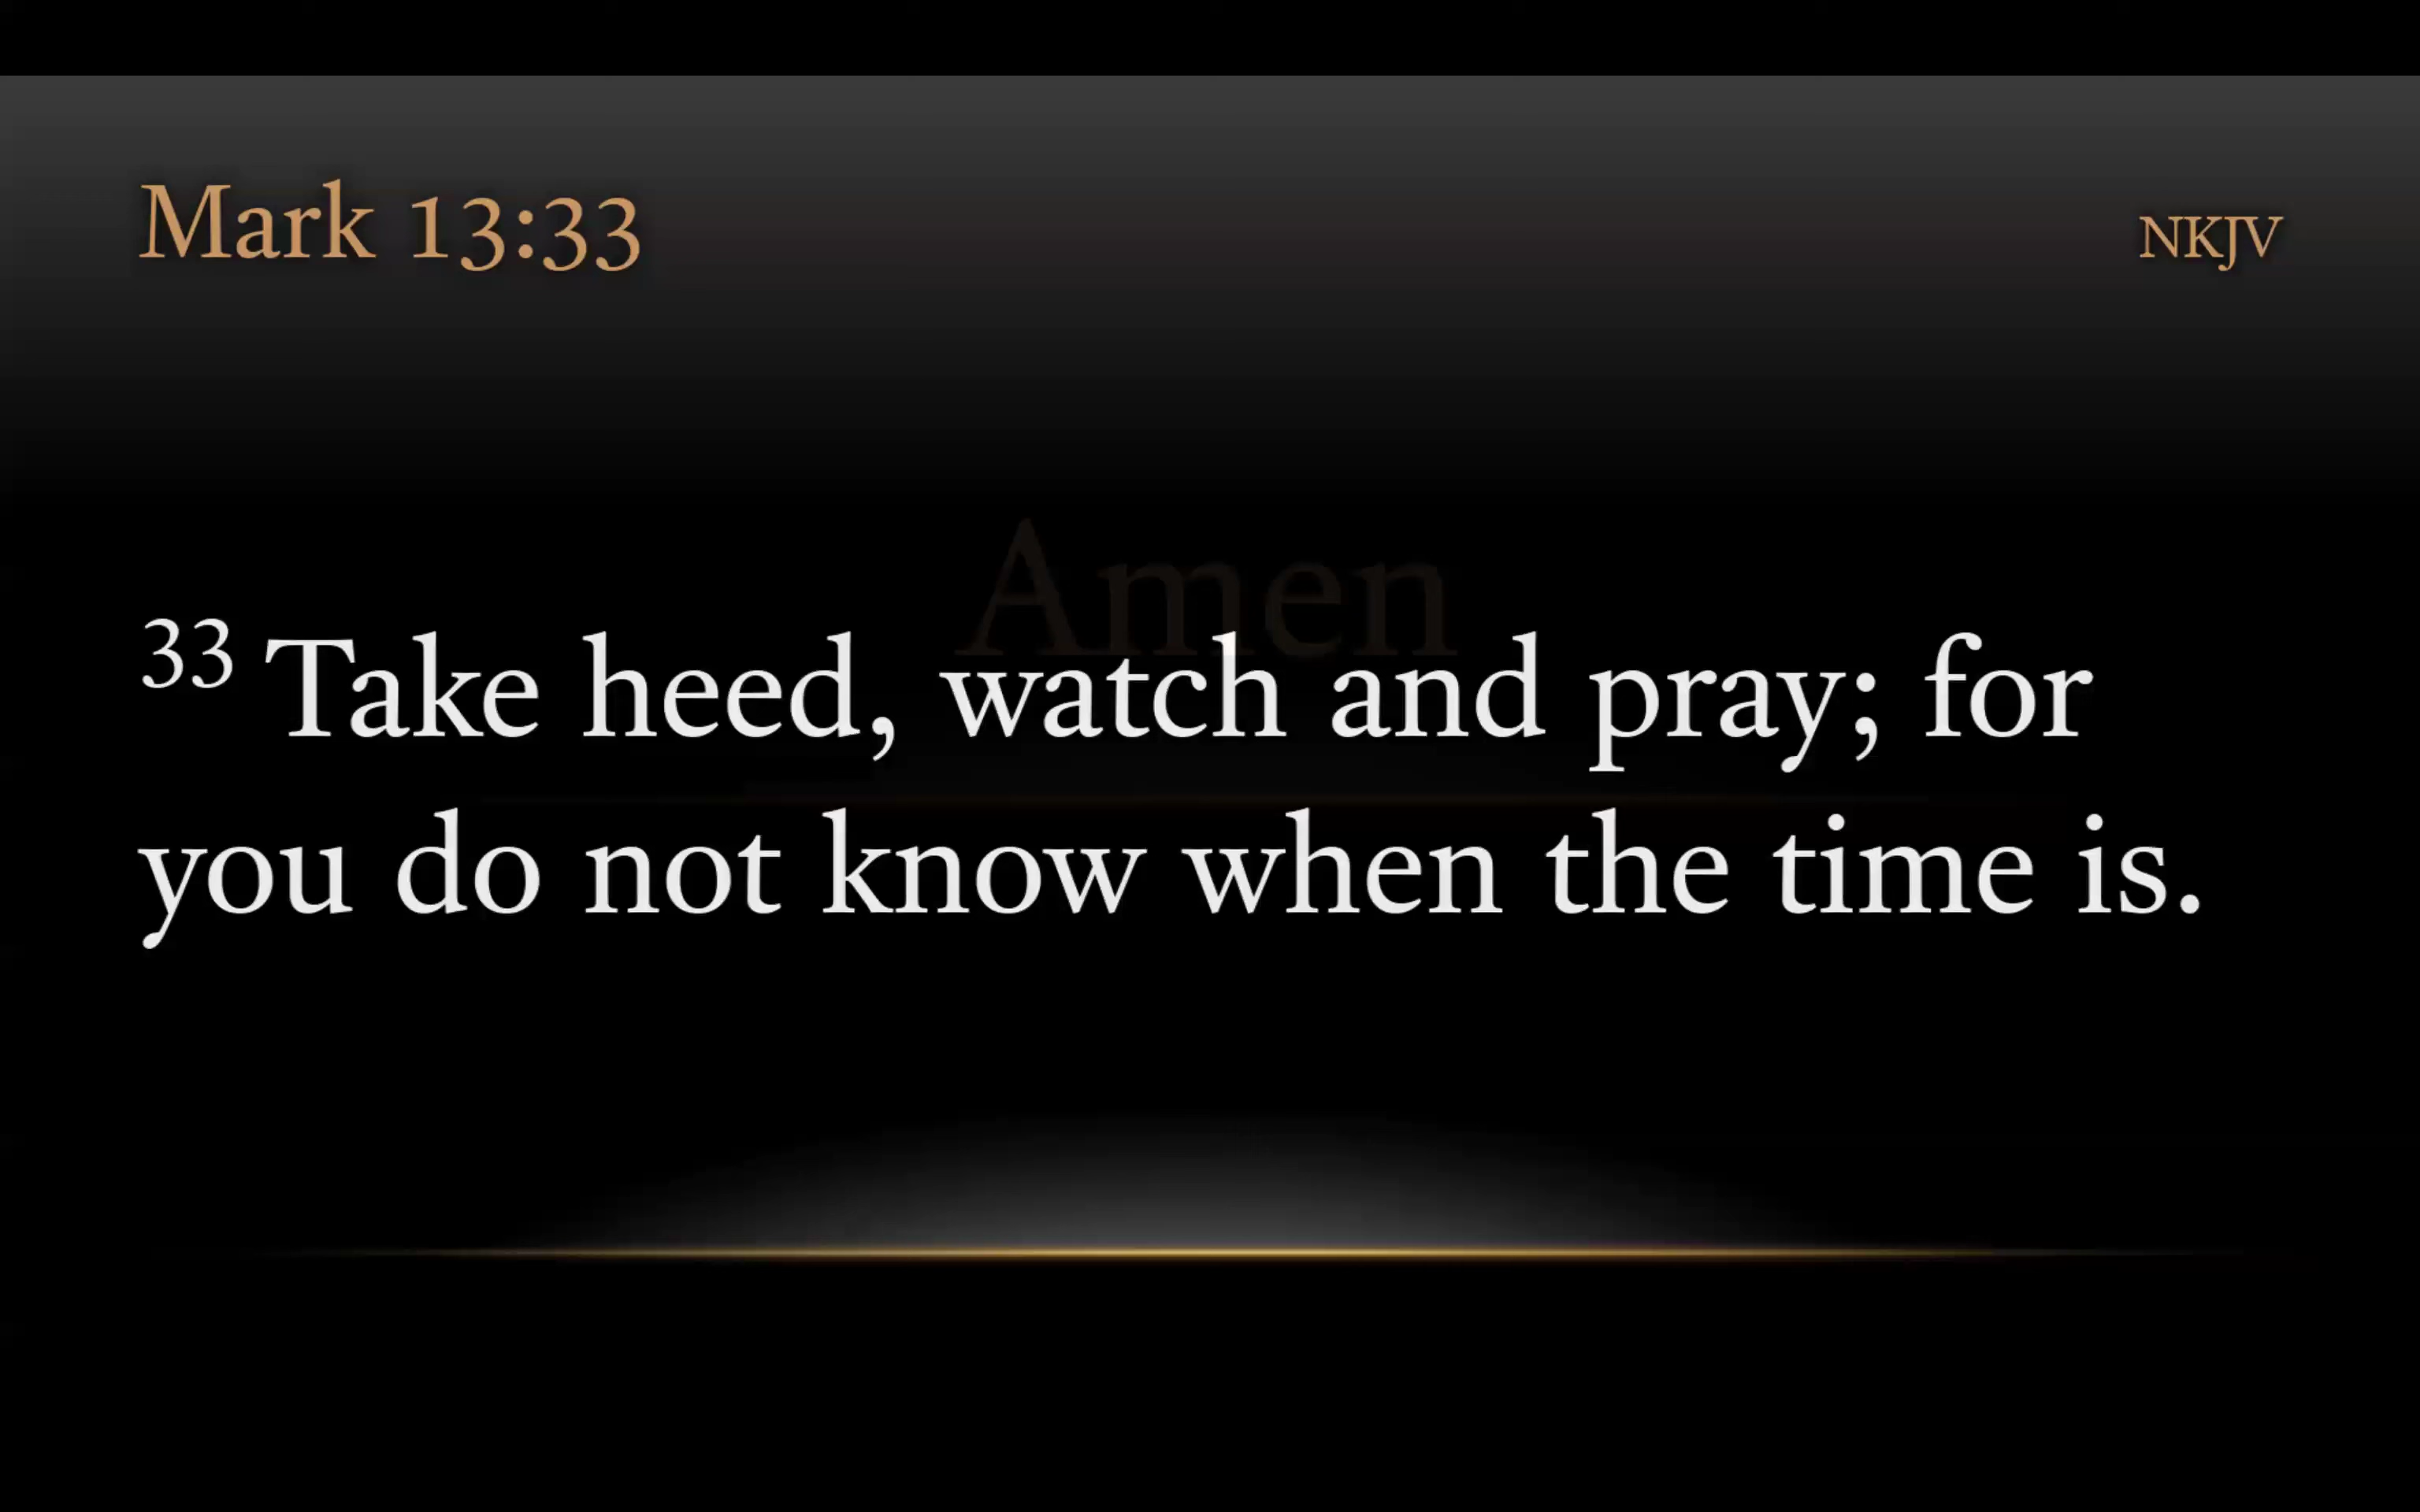 Mark 13:33 NKJV
Amen
33 Take heed, watch and pray; for
you do not know when the time is.